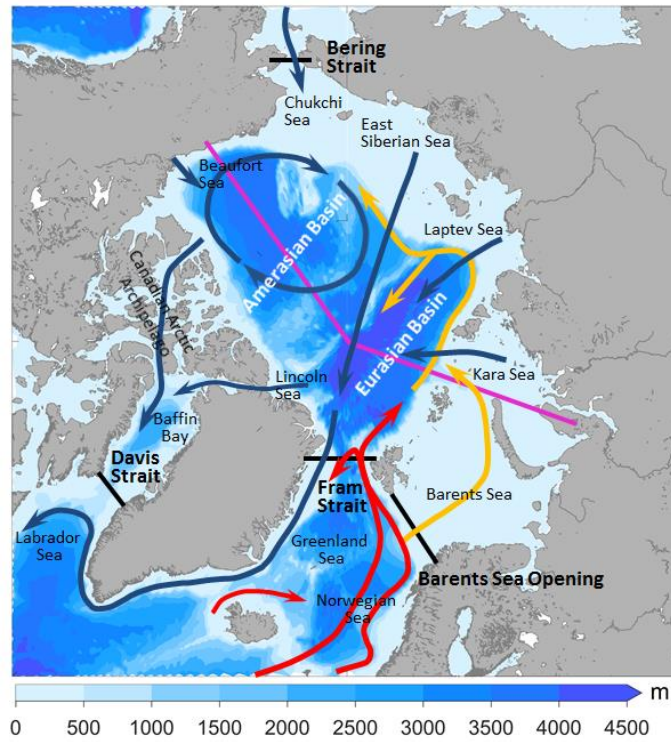 Bering
Strait
Chukchi
Sea
East
Siberian Sea
Beaufort
Sea
Laptev Sea
Amerasian Basin
Canadian Arctic
Archipelago
Eurasian Basin
Lincoln
Sea
Kara Sea
Baffin
Bay
Davis
Strait
Fram
Strait
Barents Sea
Labrador
Sea
Greenland
Sea
Barents Sea Opening
Norwegian
Sea
m
0 500 1000 1500 2000 2500 3000 3500 4000 4500